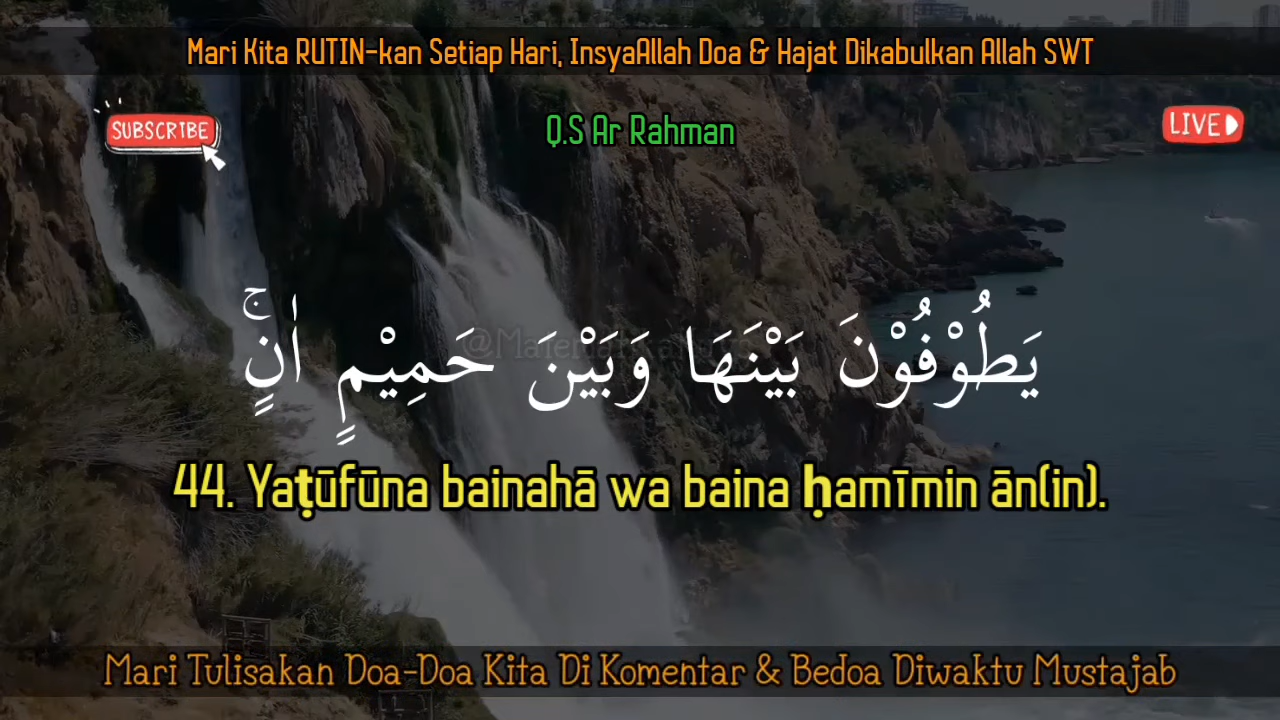 Mari Kita RUTIN-kan Setiap Hari, InsyaAllah Doa & Hajat Dikabulkan Allah SWT
SUBSCRIBE
Q.S Ar Rahman
LIVE
يَطُوْفُوْنَ بَيْنَهَا وَبَيْنَ حَمِيْمٍ اٰنٍۚ
44. Yaṭūfūna bainahā wa baina ḥamīmin ān(in).
Mari Tulisakan Doa-Doa Kita Di Komentar & Bedoa Diwaktu Mustajab